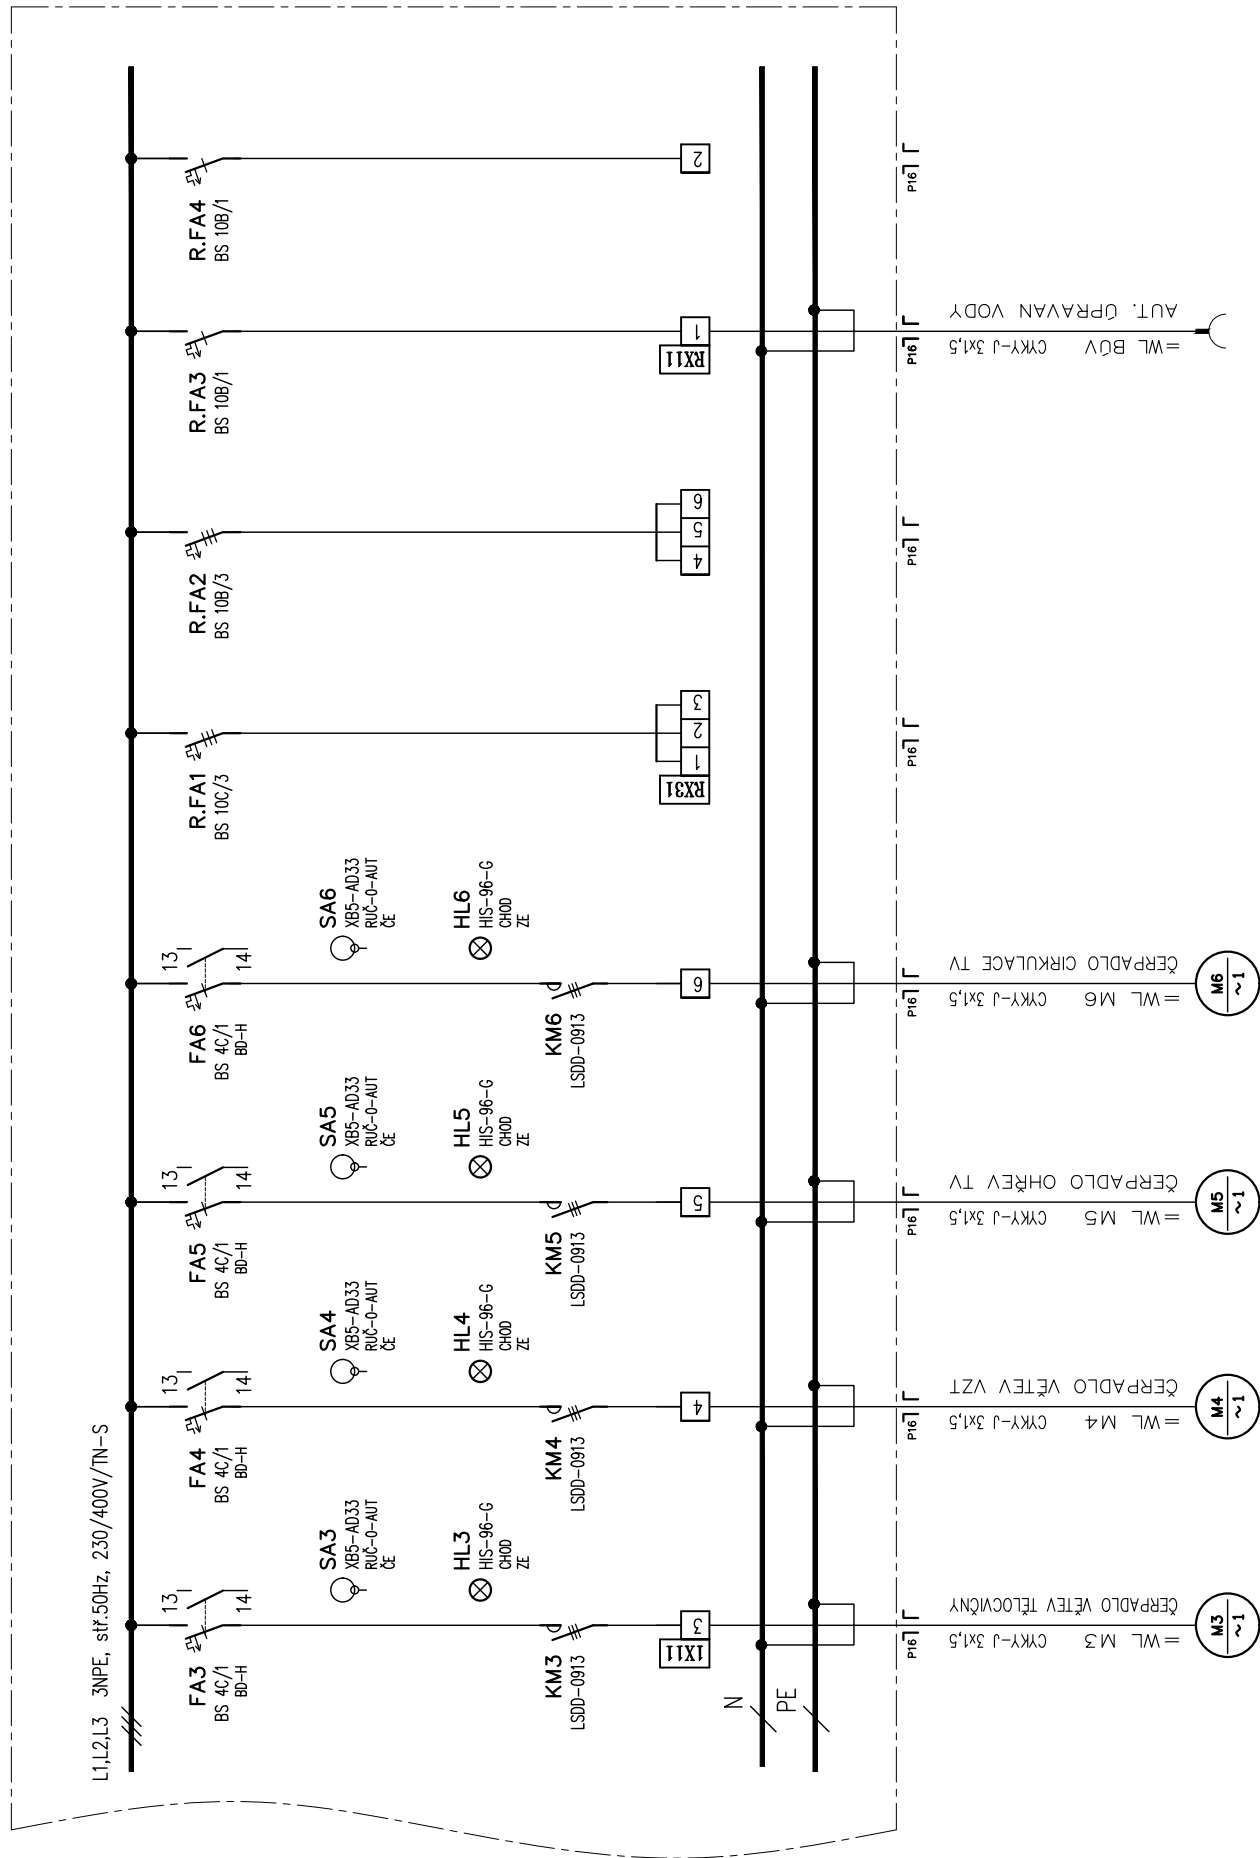 L1,L2,L3 3NPE, stř.50Hz, 230/400V/TN-S
FA3
BS 4C/1
BD-H
13
14
SA3
XB5-AD33
RUČ-0-AUT
ČE
HL3
HIS-96-G
CHOD
ZE
KM3
LSDD-0913
1X11
3
FA4
BS 4C/1
BD-H
13
14
SA4
XB5-AD33
RUČ-0-AUT
ČE
HL4
HIS-96-G
CHOD
ZE
KM4
LSDD-0913
4
FA5
BS 4C/1
BD-H
13
14
SA5
XB5-AD33
RUČ-0-AUT
ČE
HL5
HIS-96-G
CHOD
ZE
KM5
LSDD-0913
5
FA6
BS 4C/1
BD-H
13
14
SA6
XB5-AD33
RUČ-0-AUT
ČE
HL6
HIS-96-G
CHOD
ZE
KM6
LSDD-0913
6
R.FA1
BS 10C/3
RX31
1
2
3
R.FA2
BS 10B/3
4
5
6
R.FA3
BS 10B/1
RX11
1
R.FA4
BS 10B/1
2
N
PE
P16
P16
P16
P16
P16
P16
P16
P16
=WL M3 CYKY-J 3x1,5
ČERPADLO VĚTEV TĚLOCVIČNY
M3
~1
=WL M4 CYKY-J 3x1,5
ČERPADLO VĚTEV VZT
M4
~1
=WL M5 CYKY-J 3x1,5
ČERPADLO OHŘEV TV
M5
~1
=WL M6 CYKY-J 3x1,5
ČERPADLO CIRKULACE TV
M6
~1
=WL BÚV CYKY-J 3x1,5
AUT. ÚPRAVAN VODY